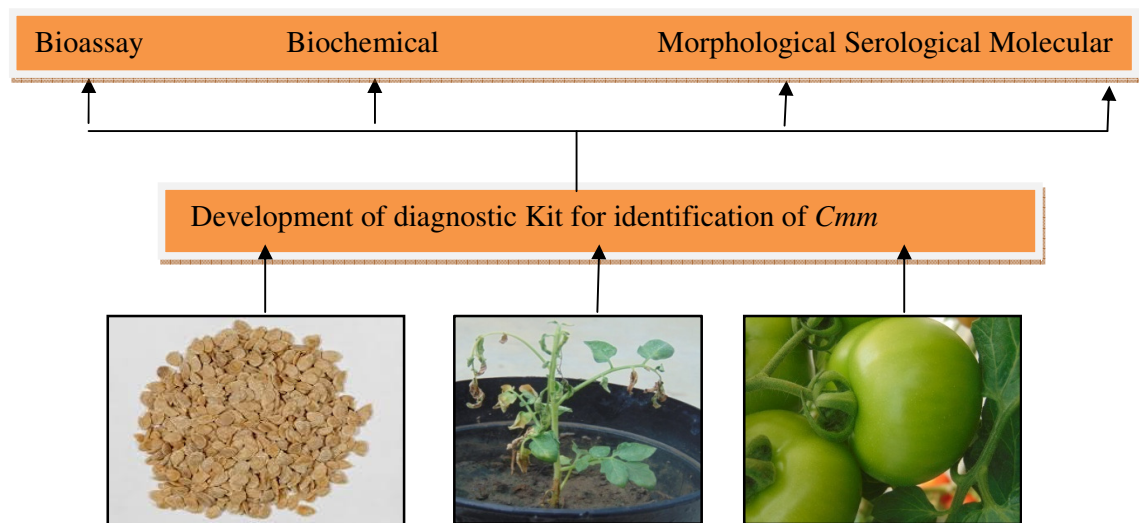 Bioassay Biochemical Morphological Serological Molecular
Development of diagnostic Kit for identification of Cmm